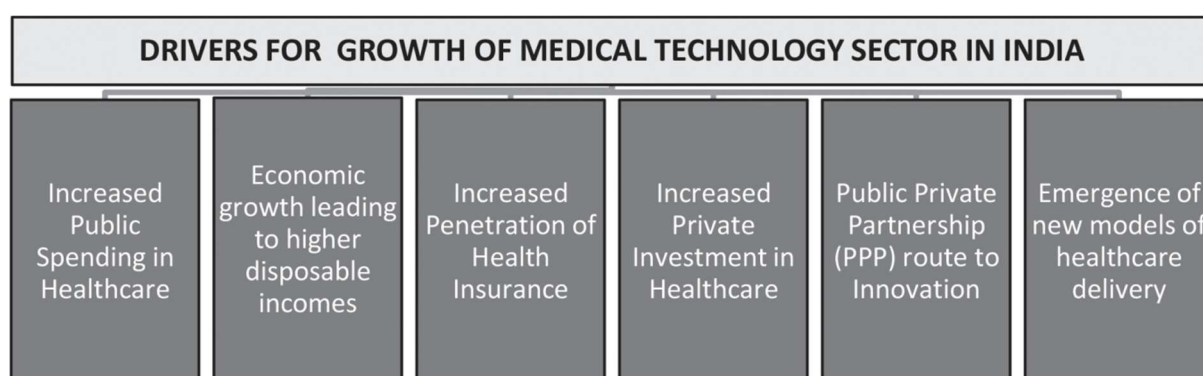 DRIVERS FOR GROWTH OF MEDICAL TECHNOLOGY SECTOR IN INDIA
Increased
Public
Spending in
Healthcare
Economic
growth leading
to higher
disposable
incomes
Increased
Penetration of
Health
Insurance
Increased
Private
Investment in
Healthcare
Public Private
Partnership
(PPP) route to
Innovation
Emergence of
new models of
healthcare
delivery